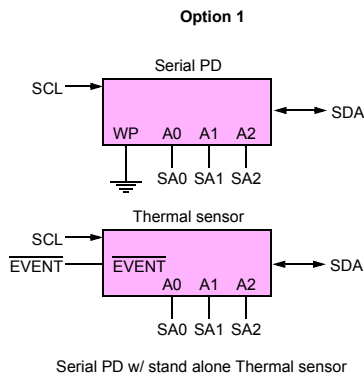 Option 1
Serial PD
SCL
SDA
WP A0 A1 A2
SA0 SA1 SA2
Thermal sensor
SCL
EVENT EVENT
SDA
A0 A1 A2
SA0 SA1 SA2
Serial PD w/ stand alone Thermal sensor